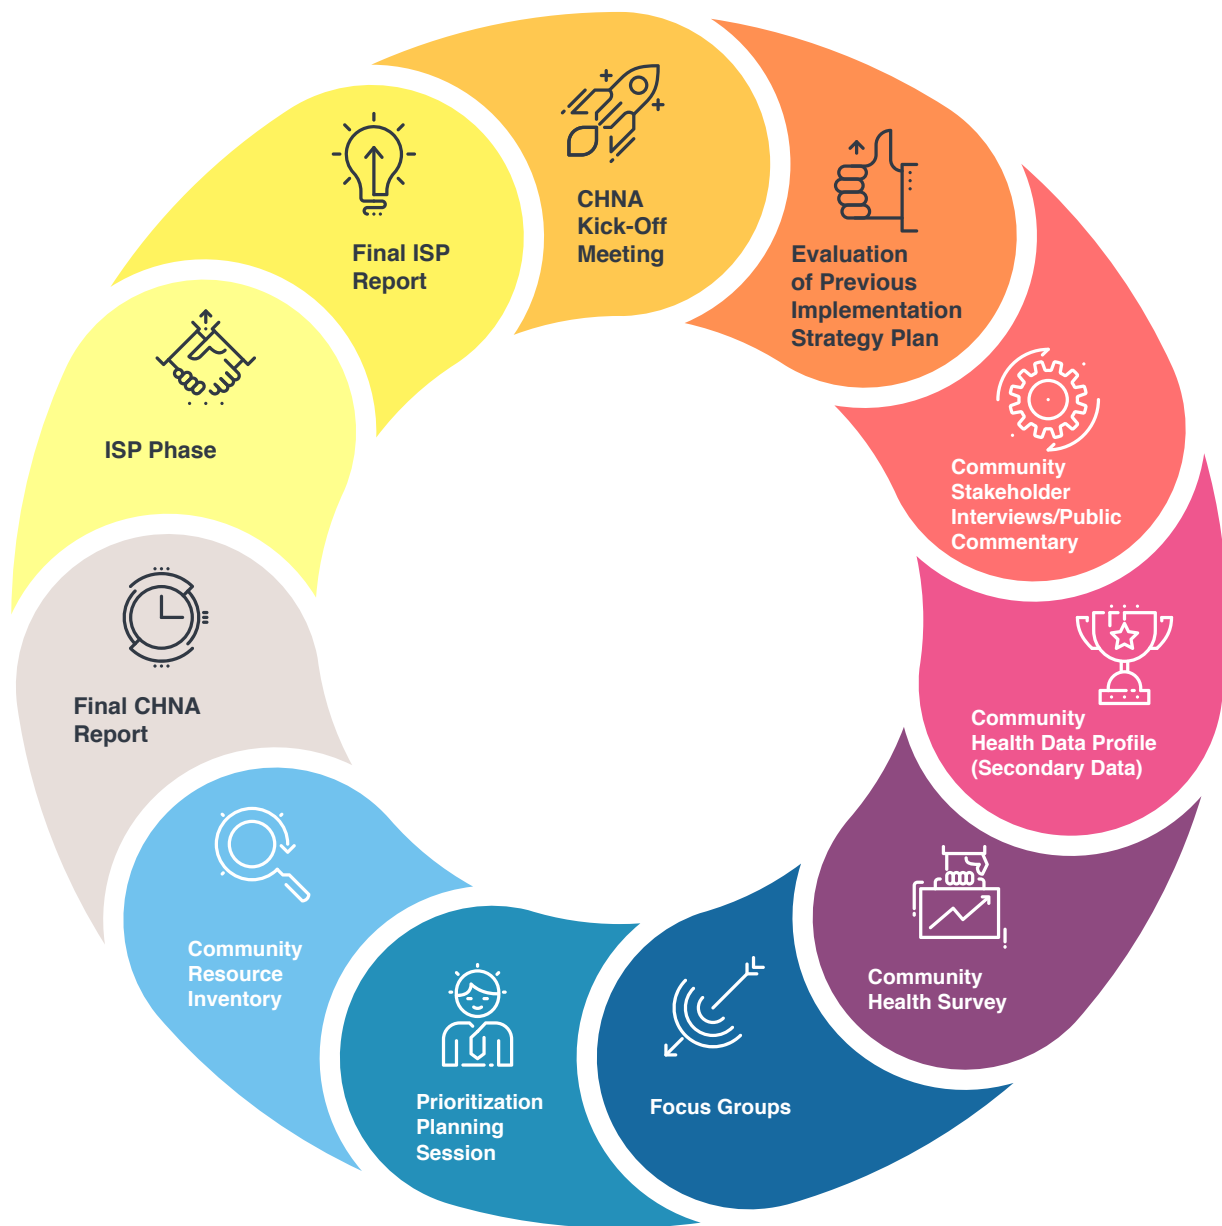 CHNA
Kick-Off
Meeting
Evaluation
of Previous
Implementation
Strategy Plan
Community
Stakeholder
Interviews/Public
Commentary
Community
Health Data Profile
(Secondary Data)
Community
Health Survey
Focus Groups
Prioritization
Planning
Session
Community
Resource
Inventory
Final CHNA
Report
ISP Phase
Final ISP
Report